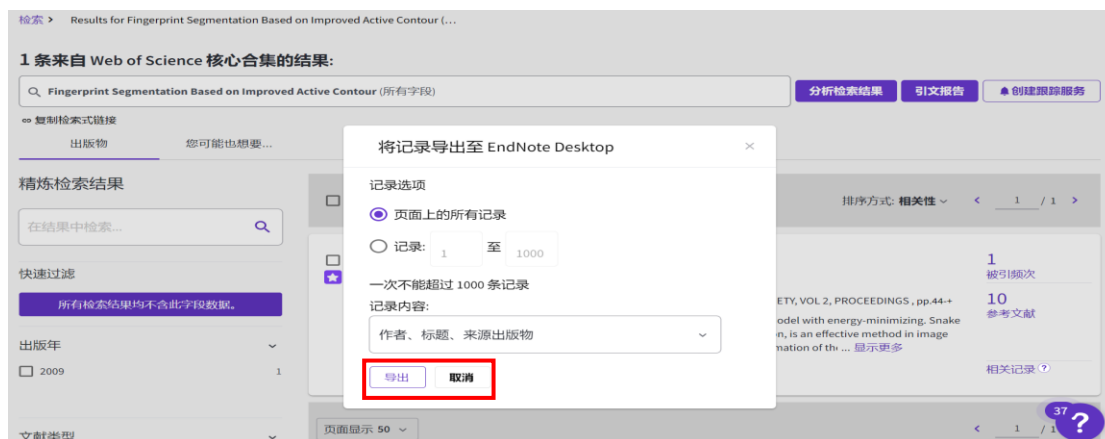 检索 > Results for Fingerprint Segmentation Based on Improved Active Contour (...
1 条来自 Web of Science 核心合集的结果:
Fingerprint Segmentation Based on Improved Active Contour (所有字段)
分析检索结果
引文报告
创建跟踪服务
复制检索式链接
出版物
您可能也想要...
精炼检索结果
在结果中检索...
快速过滤
所有检索结果均不含此字段数据。
出版年
2009 1
文献类型
将记录导出至 EndNote Desktop ×
记录选项
页面上的所有记录
记录: 1 至 1000
一次不能超过 1000 条记录
记录内容:
作者、标题、来源出版物
导出 取消
排序方式: 相关性 < 1 / 1 >
ETY, VOL 2, PROCEEDINGS , pp.44-+
odel with energy-minimizing. Snake
n, is an effective method in image
mation of th ... 显示更多
1
被引频次
10
参考文献
相关记录 ?
页面显示 50
< 1 / 1
37
?